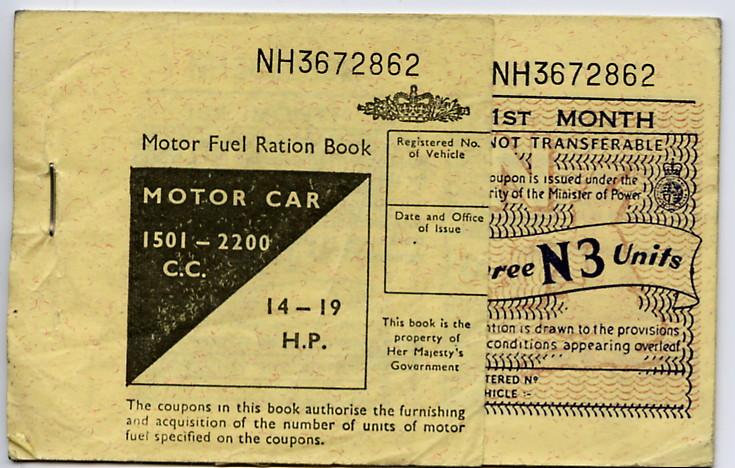 NH3672862
Motor Fuel Ration Book
MOTOR CAR
1501 – 2200
C.C.
14 – 19
H.P.
Registered No.
of Vehicle
Date and Office
of Issue
This book is the
property of
Her Majesty's
Government
The coupons in this book authorise the furnishing
and acquisition of the number of units of motor
fuel specified on the coupons.
NH3672862
1ST MONTH
NOT TRANSFERABLE
oupon is issued under the
rity of the Minister of Power
ree N3 Units
ntion is drawn to the provisions
conditions appearing overleaf
TERED Nº
HICLE :-